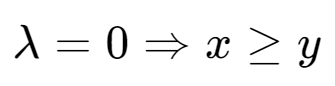 λ = 0 ⇒ x ≥ y